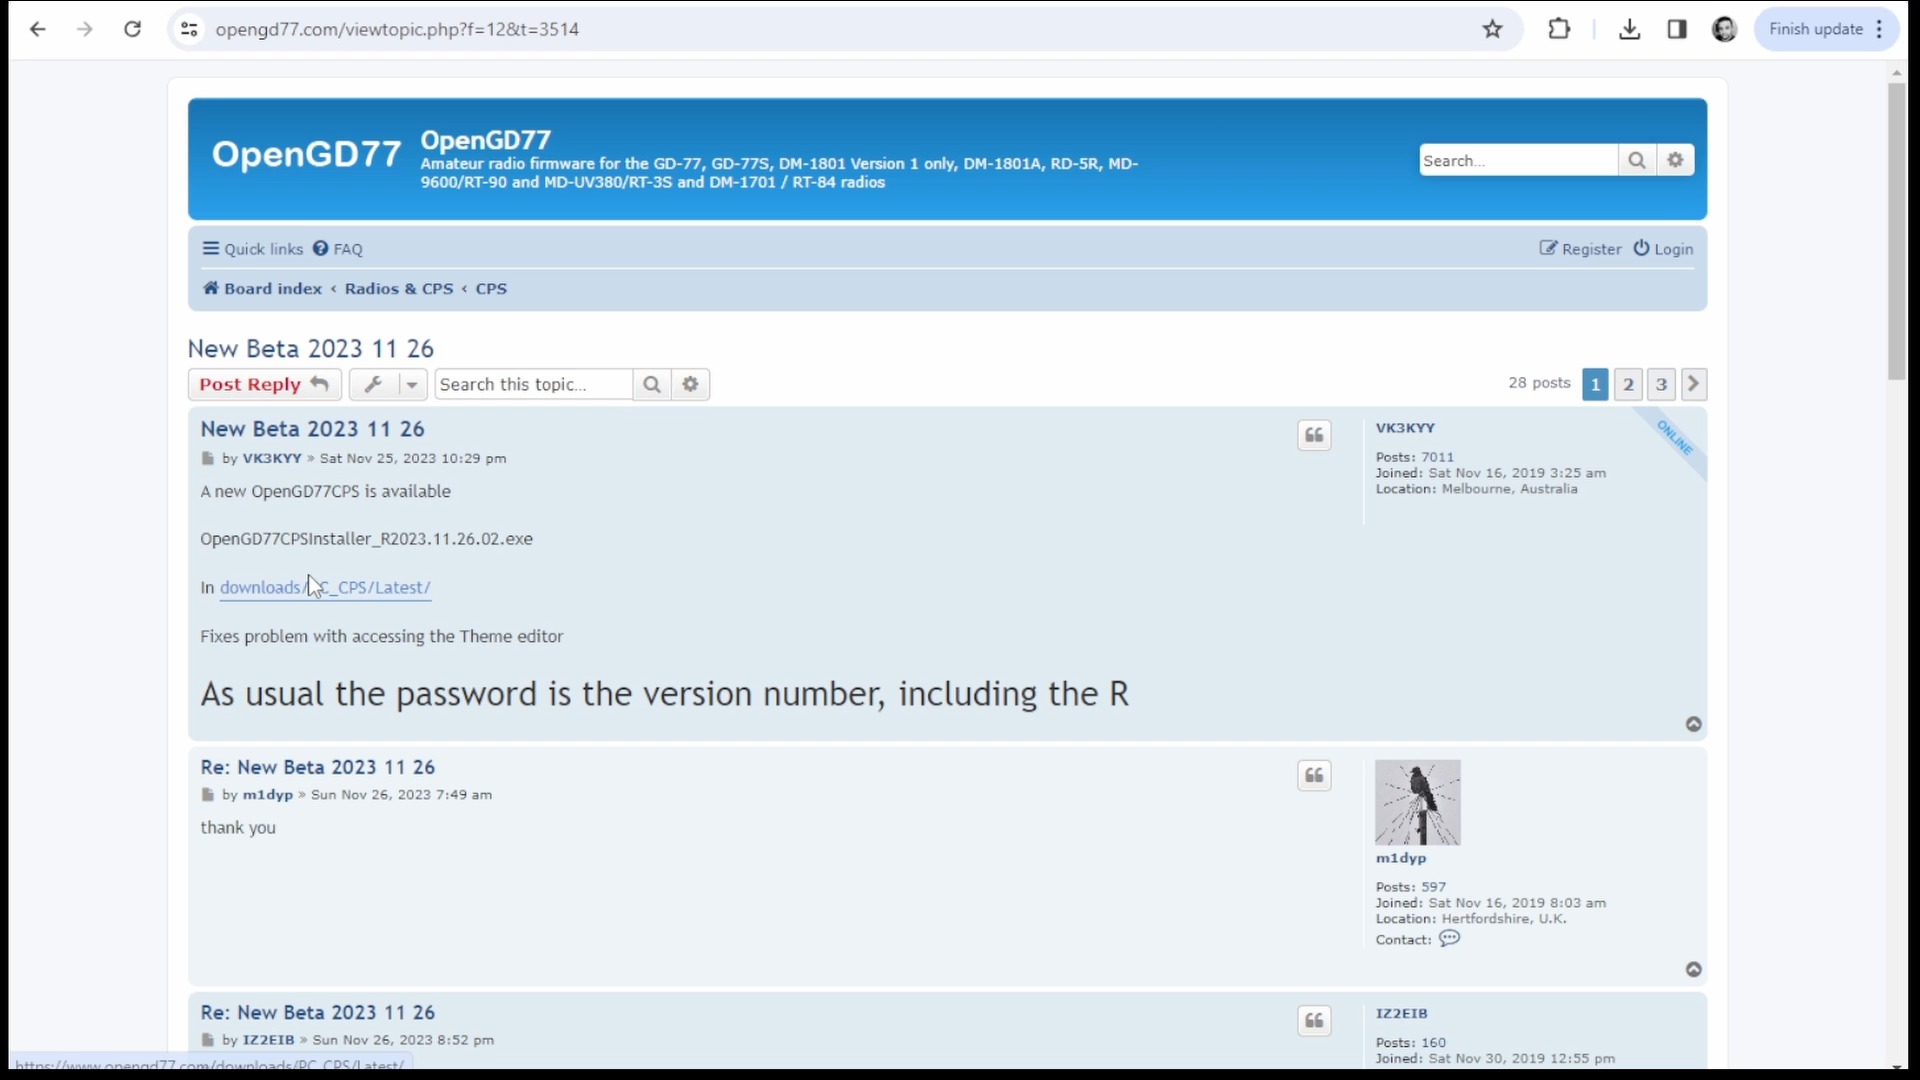 opengd77.com/viewtopic.php?f=12&t=3514
Finish update
OpenGD77
OpenGD77
Amateur radio firmware for the GD-77, GD-77S, DM-1801 Version 1 only, DM-1801A, RD-5R, MD-
9600/RT-90 and MD-UV380/RT-3S and DM-1701 / RT-84 radios
Search…
Quick links FAQ
Register Login
Board index ‹ Radios & CPS ‹ CPS
New Beta 2023 11 26
Post Reply
Search this topic…
28 posts 1 2 3
New Beta 2023 11 26
by VK3KYY » Sat Nov 25, 2023 10:29 pm
A new OpenGD77CPS is available
OpenGD77CPSInstaller_R2023.11.26.02.exe
In downloads/PC_CPS/Latest/
Fixes problem with accessing the Theme editor
As usual the password is the version number, including the R
VK3KYY
Posts: 7011
Joined: Sat Nov 16, 2019 3:25 am
Location: Melbourne, Australia
ONLINE
Re: New Beta 2023 11 26
by m1dyp » Sun Nov 26, 2023 7:49 am
thank you
m1dyp
Posts: 597
Joined: Sat Nov 16, 2019 8:03 am
Location: Hertfordshire, U.K.
Contact:
Re: New Beta 2023 11 26
by IZ2EIB » Sun Nov 26, 2023 8:52 pm
IZ2EIB
Posts: 160
Joined: Sat Nov 30, 2019 12:55 pm
https://www.opengd77.com/downloads/PC_CPS/Latest/